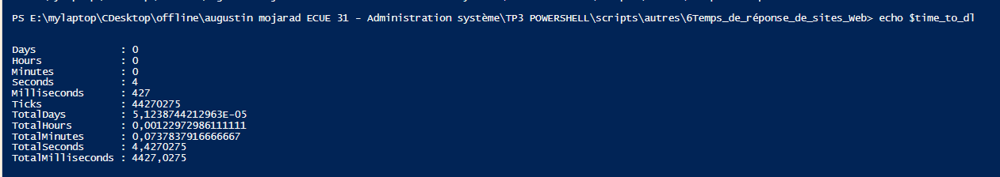 PS E:\mylaptop\CDesktop\offline\augustin mojarad ECUE 31 - Administration système\TP3 POWERSHELL\scripts\autres\6Temps_de_réponse_de_sites_Web> echo $time_to_dl
Days : 0
Hours : 0
Minutes : 0
Seconds : 4
Milliseconds : 427
Ticks : 44270275
TotalDays : 5,1238744212963E-05
TotalHours : 0,00122972986111111
TotalMinutes : 0,0737837916666667
TotalSeconds : 4,4270275
TotalMilliseconds : 4427,0275